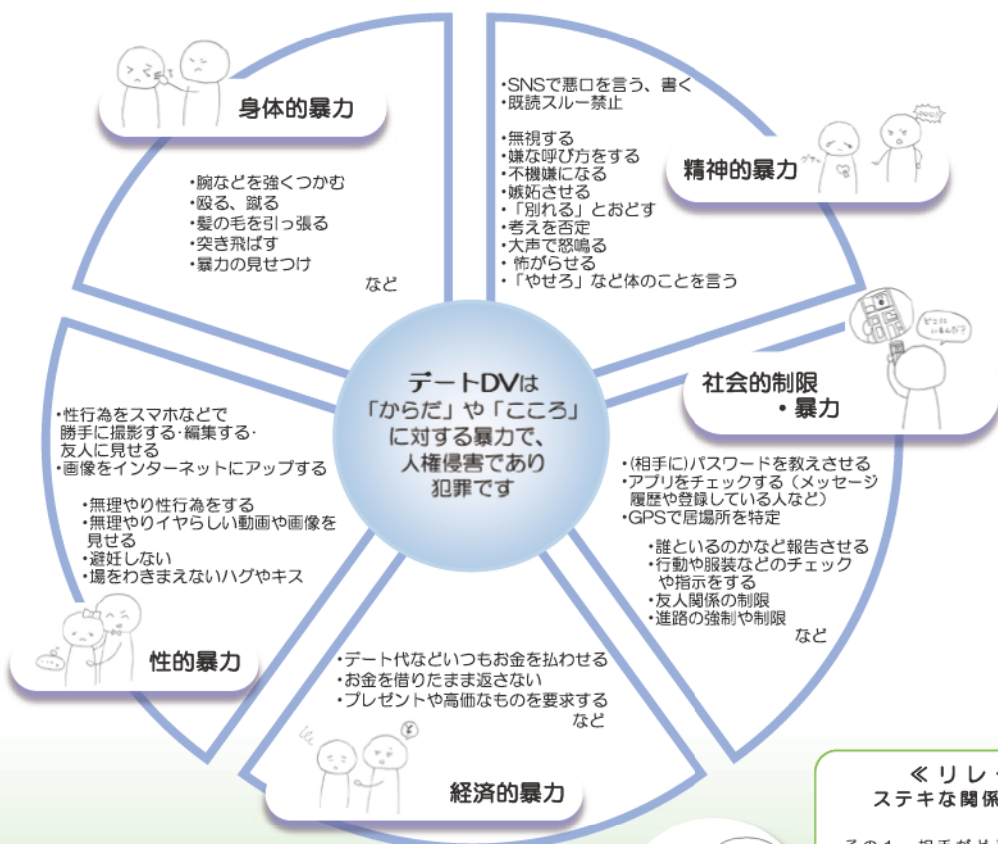 身体的暴力
・腕などを強くつかむ
・殴る、蹴る
・髪の毛を引っ張る
・突き飛ばす
・暴力の見せつけ
など
・SNSで悪口を言う、書く
・既読スルー禁止
・無視する
・嫌な呼び方をする
・不機嫌になる
・嫉妬させる
・「別れる」とおどす
・考えを否定
・大声で怒鳴る
・怖がらせる
・「やせろ」など体のことを言う
精神的暴力
グサッ
デートDVは
「からだ」や「こころ」
に対する暴力で、
人権侵害であり
犯罪です
どこに
いるんだ?
社会的制限
・暴力
・(相手に)パスワードを教えさせる
・アプリをチェックする(メッセージ
履歴や登録している人など)
・GPSで居場所を特定
・誰といるのかなど報告させる
・行動や服装などのチェック
や指示をする
・友人関係の制限
・進路の強制や制限
など
・性行為をスマホなどで
勝手に撮影する・編集する・
友人に見せる
・画像をインターネットにアップする
・無理やり性行為をする
・無理やりイヤらしい動画や画像を
見せる
・避妊しない
・場をわきまえないハグやキス
性的暴力
・デート代などいつもお金を払わせる
・お金を借りたまま返さない
・プレゼントや高価なものを要求する
など
¥
経済的暴力
≪リレ
ステキな関係